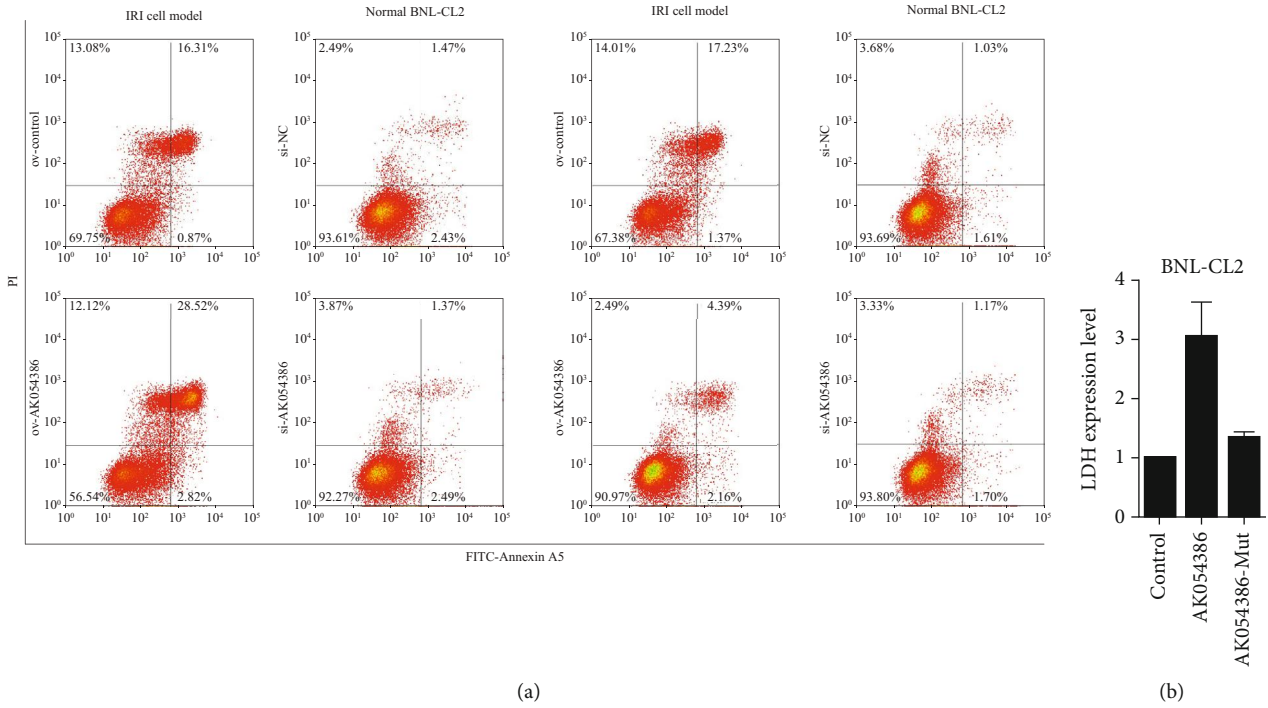 IRI cell model
Normal BNL-CL2
IRI cell model
Normal BNL-CL2
PI
ov-control
10⁵
10⁴
10³
10²
10¹
10⁰
13.08%
16.31%
69.75%
0.87%
10⁰ 10¹ 10² 10³ 10⁴ 10⁵
si-NC
10⁵
10⁴
10³
10²
10¹
10⁰
2.49%
1.47%
93.61%
2.43%
10⁰ 10¹ 10² 10³ 10⁴ 10⁵
ov-control
10⁵
10⁴
10³
10²
10¹
10⁰
14.01%
17.23%
67.38%
1.37%
10⁰ 10¹ 10² 10³ 10⁴ 10⁵
si-NC
10⁵
10⁴
10³
10²
10¹
10⁰
3.68%
1.03%
93.69%
1.61%
10⁰ 10¹ 10² 10³ 10⁴ 10⁵
ov-AK054386
10⁵
10⁴
10³
10²
10¹
10⁰
12.12%
28.52%
56.54%
2.82%
10⁰ 10¹ 10² 10³ 10⁴ 10⁵
si-AK054386
10⁵
10⁴
10³
10²
10¹
10⁰
3.87%
1.37%
92.27%
2.49%
10⁰ 10¹ 10² 10³ 10⁴ 10⁵
ov-AK054386
10⁵
10⁴
10³
10²
10¹
10⁰
2.49%
4.39%
90.97%
2.16%
10⁰ 10¹ 10² 10³ 10⁴ 10⁵
si-AK054386
10⁵
10⁴
10³
10²
10¹
10⁰
3.33%
1.17%
93.80%
1.70%
10⁰ 10¹ 10² 10³ 10⁴ 10⁵
FITC-Annexin A5
(a)
BNL-CL2
LDH expression level
4
3
2
1
0
Control
AK054386
AK054386-Mut
(b)